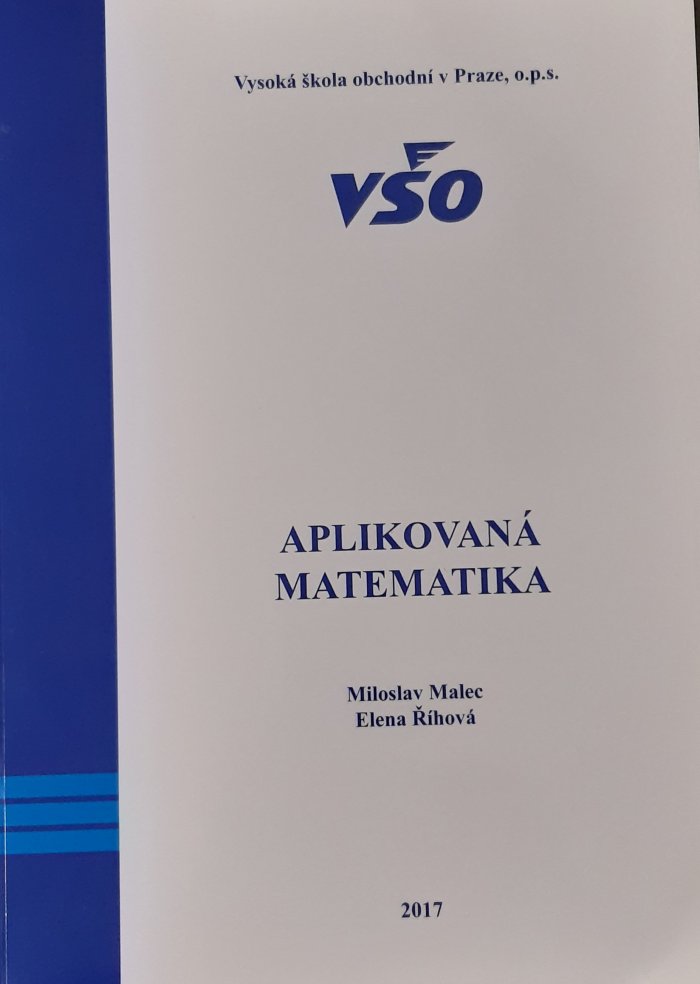 Vysoká škola obchodní v Praze, o.p.s.
VŠO
APLIKOVANÁ
MATEMATIKA
Miloslav Malec
Elena Říhová
2017